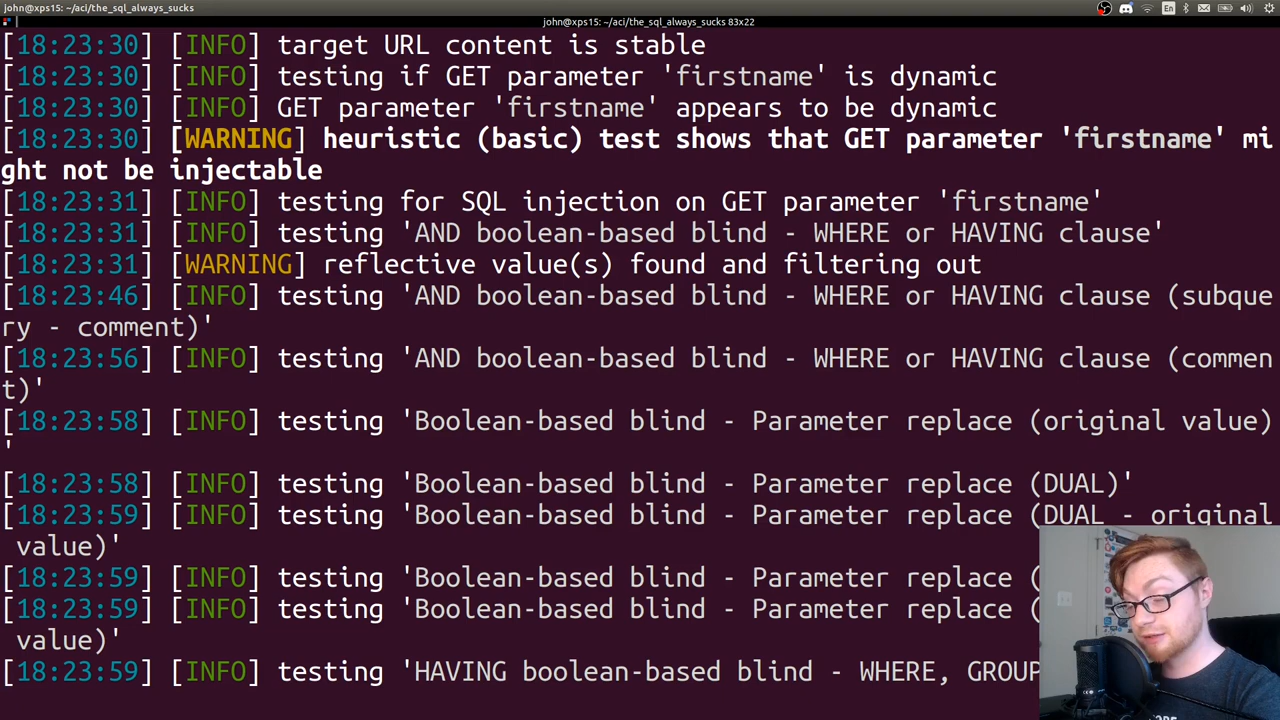 john@xps15: ~/aci/the_sql_always_sucks
En
john@xps15: ~/aci/the_sql_always_sucks 83x22
[18:23:30] [INFO] target URL content is stable
[18:23:30] [INFO] testing if GET parameter 'firstname' is dynamic
[18:23:30] [INFO] GET parameter 'firstname' appears to be dynamic
[18:23:30] [WARNING] heuristic (basic) test shows that GET parameter 'firstname' mi
ght not be injectable
[18:23:31] [INFO] testing for SQL injection on GET parameter 'firstname'
[18:23:31] [INFO] testing 'AND boolean-based blind - WHERE or HAVING clause'
[18:23:31] [WARNING] reflective value(s) found and filtering out
[18:23:46] [INFO] testing 'AND boolean-based blind - WHERE or HAVING clause (subque
ry - comment)'
[18:23:56] [INFO] testing 'AND boolean-based blind - WHERE or HAVING clause (commen
t)'
[18:23:58] [INFO] testing 'Boolean-based blind - Parameter replace (original value)
'
[18:23:58] [INFO] testing 'Boolean-based blind - Parameter replace (DUAL)'
[18:23:59] [INFO] testing 'Boolean-based blind - Parameter replace (DUAL - original
value)'
[18:23:59] [INFO] testing 'Boolean-based blind - Parameter replace (
[18:23:59] [INFO] testing 'Boolean-based blind - Parameter replace (
value)'
[18:23:59] [INFO] testing 'HAVING boolean-based blind - WHERE, GROUP